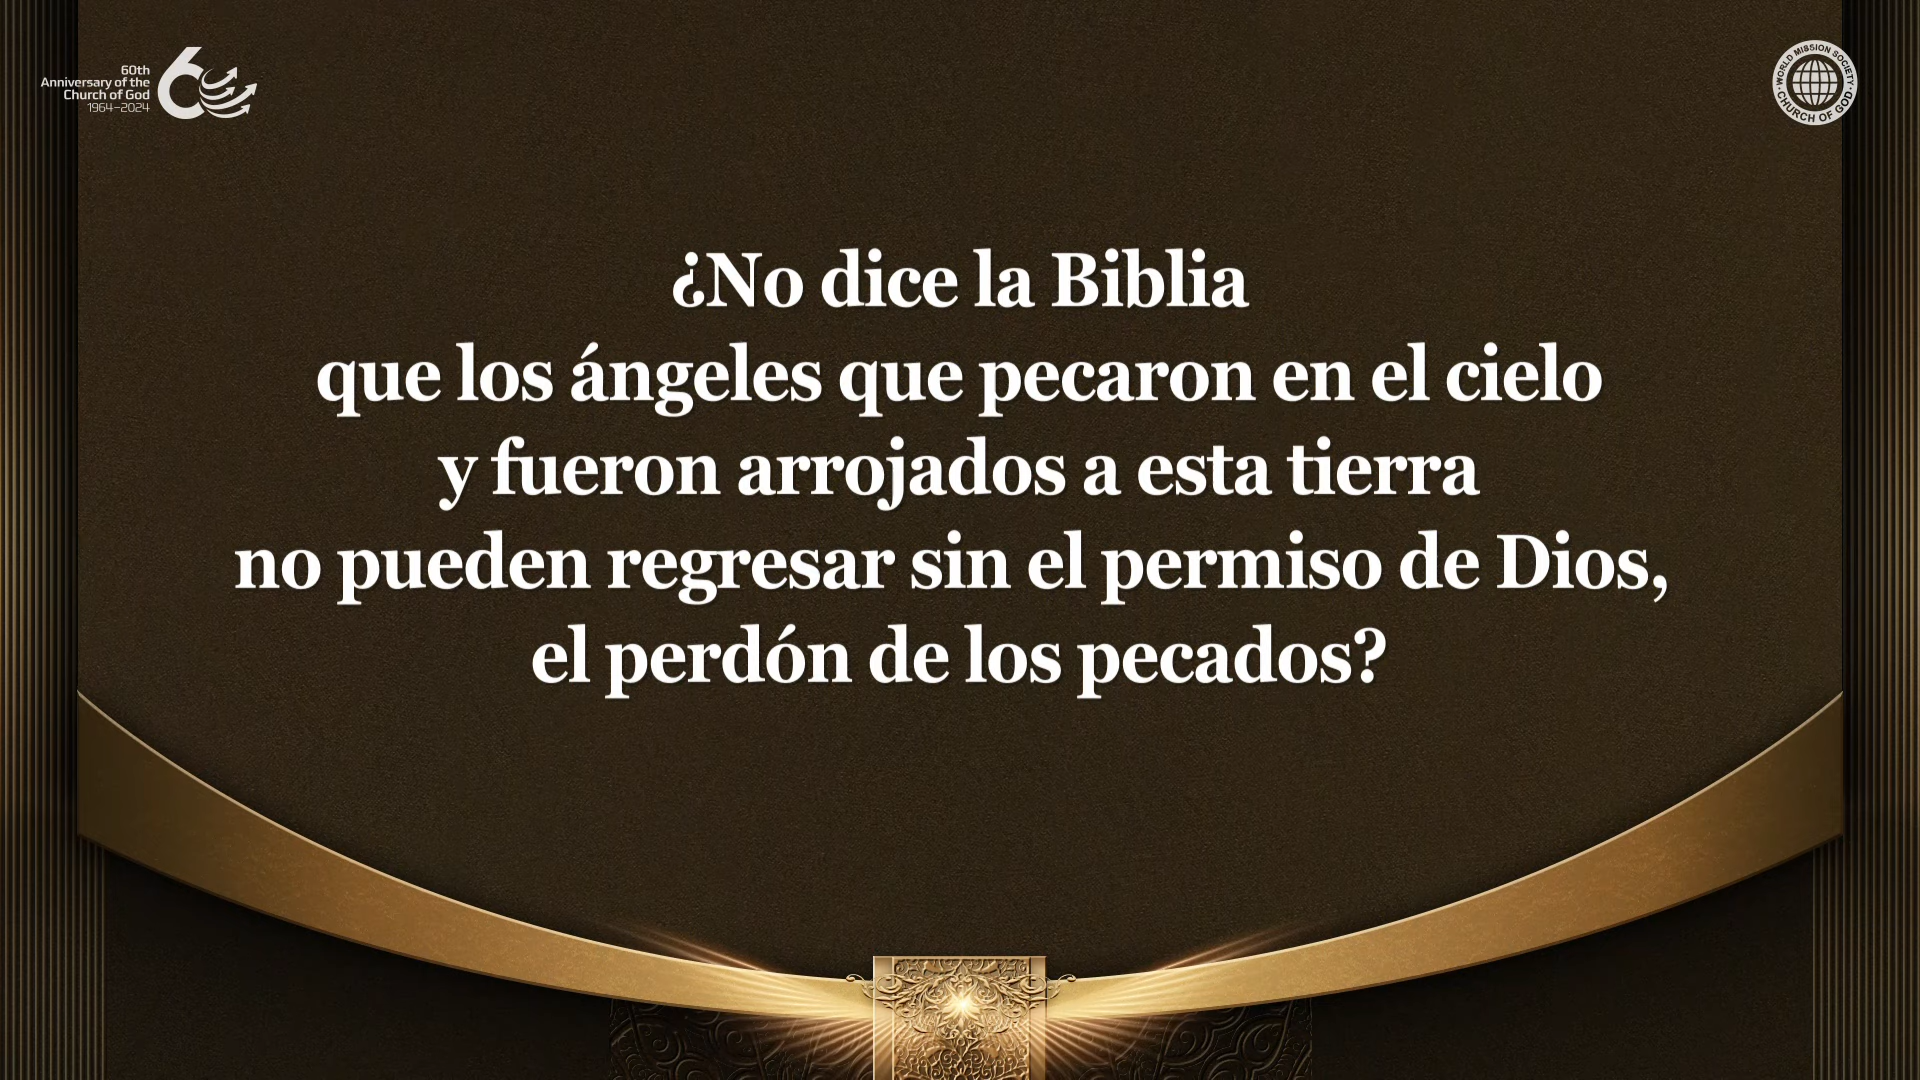 60th
Anniversary of the
Church of God
1964–2024
60
WORLD MISSION SOCIETY
CHURCH OF GOD
¿No dice la Biblia
que los ángeles que pecaron en el cielo
y fueron arrojados a esta tierra
no pueden regresar sin el permiso de Dios,
el perdón de los pecados?